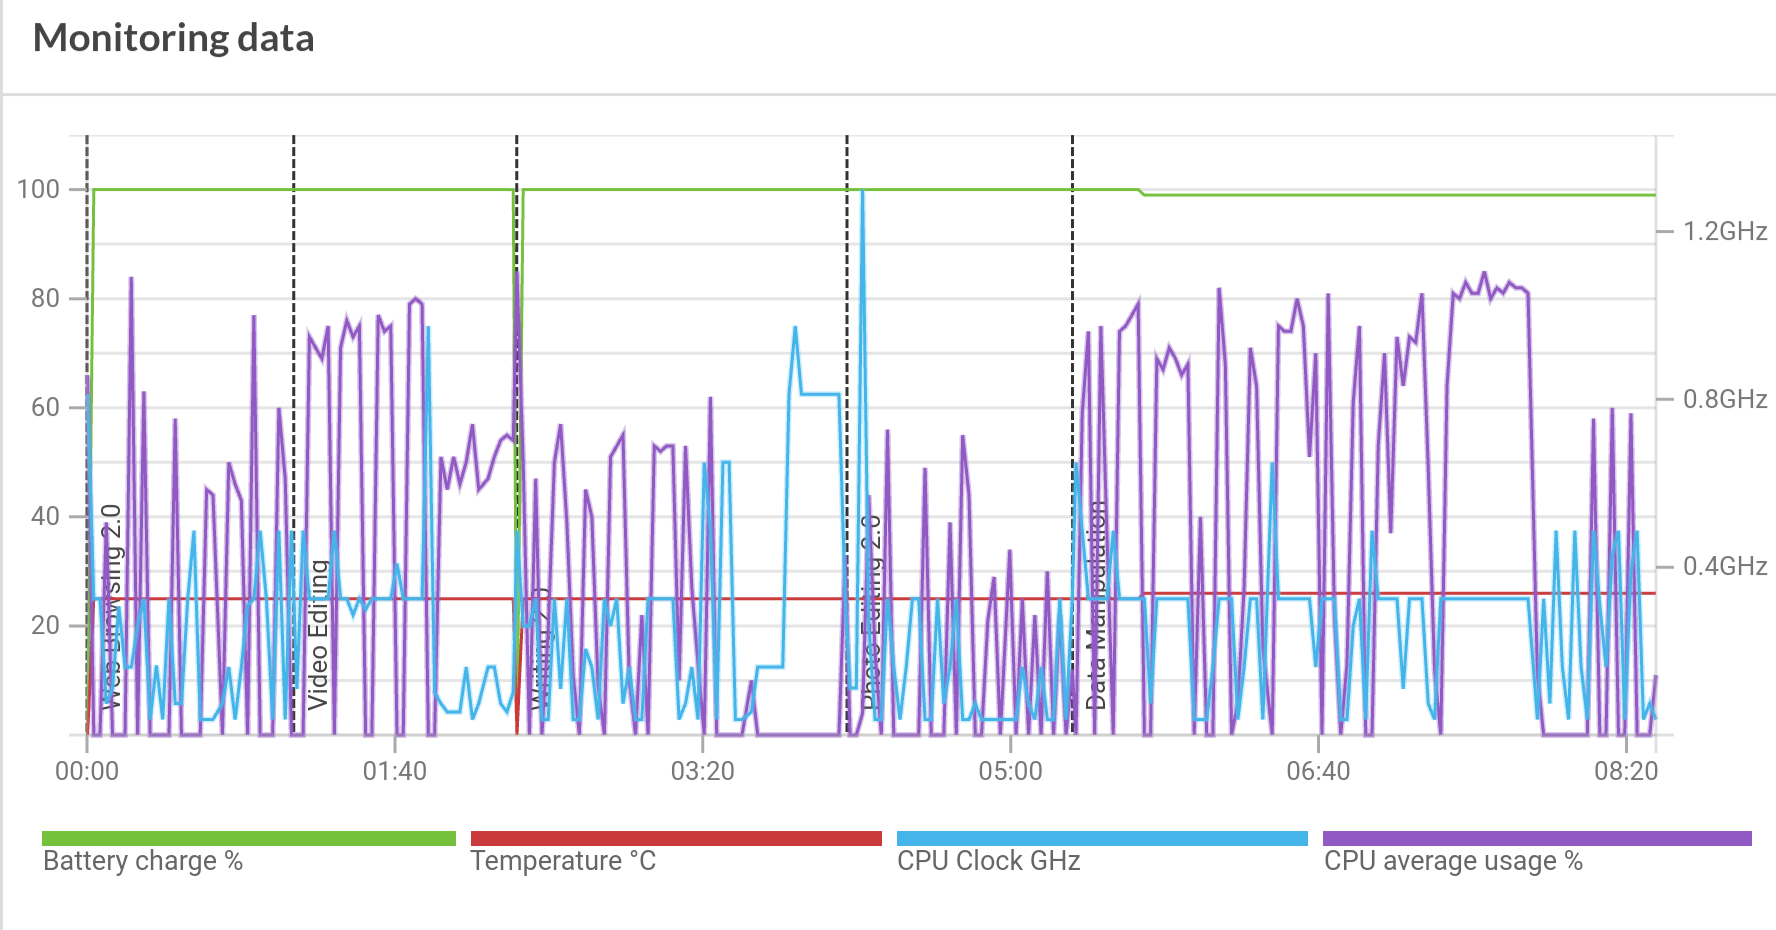 Monitoring data
100
80
60
40
20
1.2GHz
0.8GHz
0.4GHz
Web Browsing 2.0
Video Editing
Writing 2.0
Photo Editing 2.0
Data Manipulation
00:00
01:40
03:20
05:00
06:40
08:20
Battery charge %
Temperature °C
CPU Clock GHz
CPU average usage %